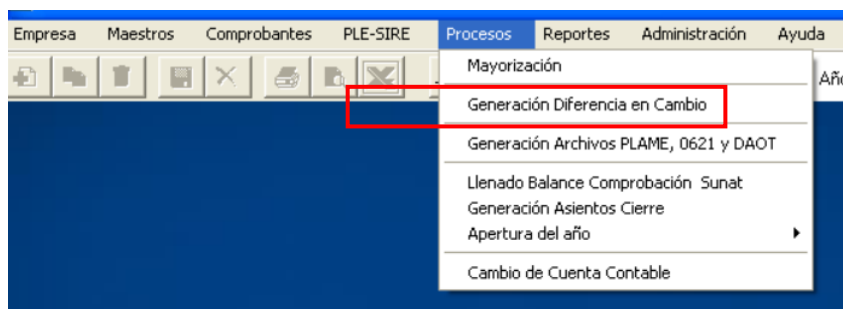 Empresa Maestros Comprobantes PLE-SIRE Procesos Reportes Administración Ayuda
Mayorización
Generación Diferencia en Cambio
Generación Archivos PLAME, 0621 y DAOT
Llenado Balance Comprobación Sunat
Generación Asientos Cierre
Apertura del año
Cambio de Cuenta Contable